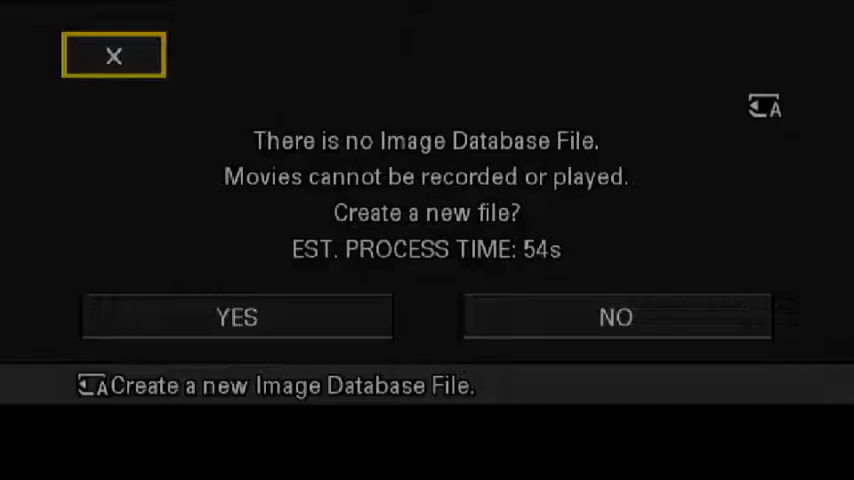 X
A
There is no Image Database File.
Movies cannot be recorded or played.
Create a new file?
EST. PROCESS TIME: 54s
YES
NO
A Create a new Image Database File.